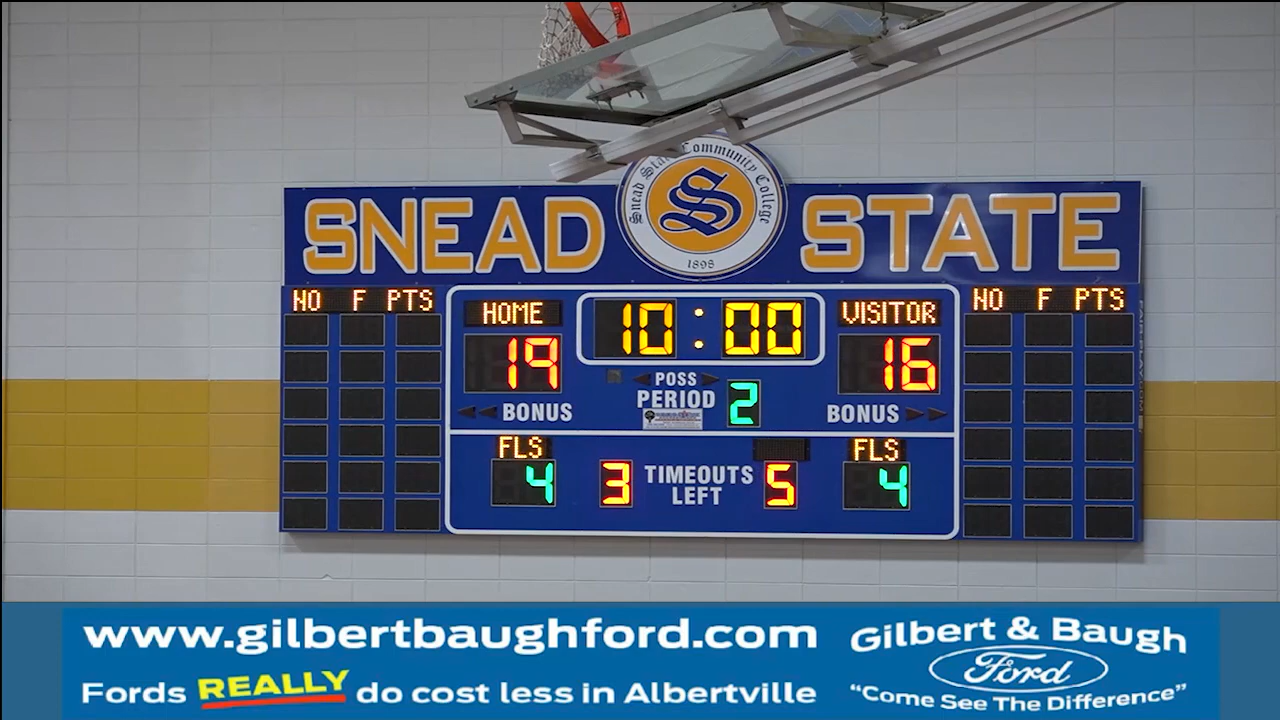 Snead State Community College
S
1898
SNEAD STATE
NO F PTS
HOME
10:00
VISITOR
NO F PTS
19
16
POSS
PERIOD 2
BONUS
BONUS
FLS
FLS
4
3
TIMEOUTS
LEFT
5
4
www.gilbertbaughford.com
Fords REALLY do cost less in Albertville
Gilbert & Baugh
Ford
“Come See The Difference”